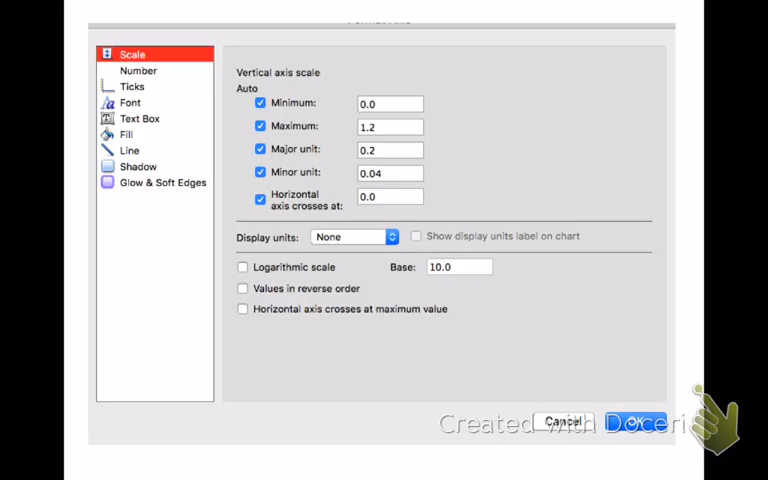 Scale
Number
Ticks
Font
Text Box
Fill
Line
Shadow
Glow & Soft Edges
Vertical axis scale
Auto
Minimum: 0.0
Maximum: 1.2
Major unit: 0.2
Minor unit: 0.04
Horizontal
axis crosses at: 0.0
Display units: None Show display units label on chart
Logarithmic scale Base: 10.0
Values in reverse order
Horizontal axis crosses at maximum value
Cancel OK
Created with Doceri